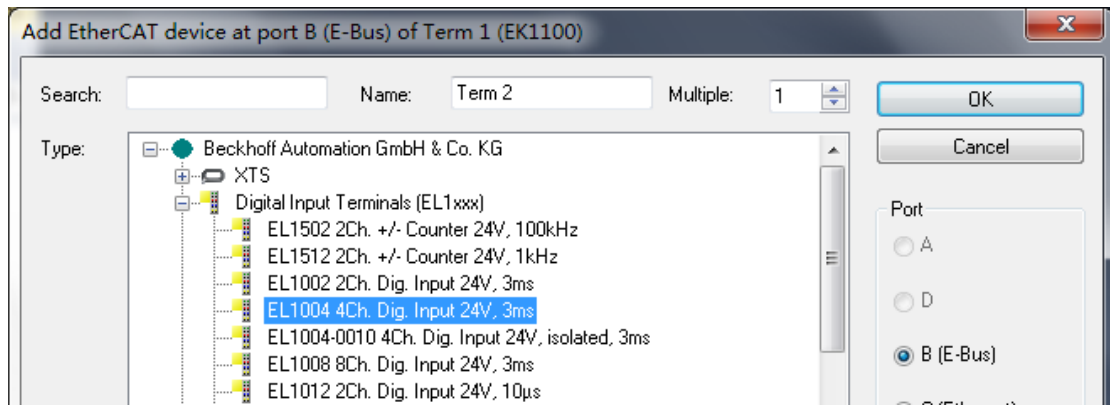 Add EtherCAT device at port B (E-Bus) of Term 1 (EK1100)
Search: Name: Term 2 Multiple: 1 OK
Type: Beckhoff Automation GmbH & Co. KG Cancel
XTS
Digital Input Terminals (EL1xxx)
Port
EL1502 2Ch. +/- Counter 24V, 100kHz
A
EL1512 2Ch. +/- Counter 24V, 1kHz
EL1002 2Ch. Dig. Input 24V, 3ms
EL1004 4Ch. Dig. Input 24V, 3ms
D
EL1004-0010 4Ch. Dig. Input 24V, isolated, 3ms
EL1008 8Ch. Dig. Input 24V, 3ms
B (E-Bus)
EL1012 2Ch. Dig. Input 24V, 10µs